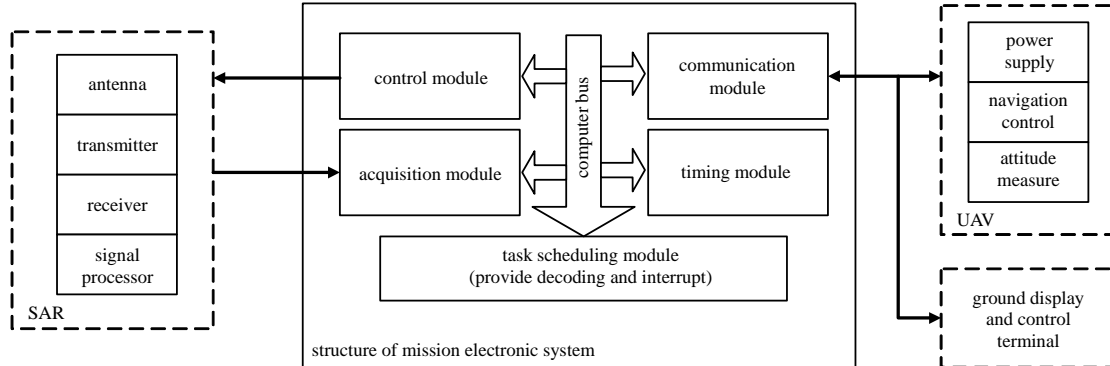 antenna
transmitter
receiver
signal
processor
SAR
control module
acquisition module
computer bus
communication
module
timing module
task scheduling module
(provide decoding and interrupt)
structure of mission electronic system
power
supply
navigation
control
attitude
measure
UAV
ground display
and control
terminal